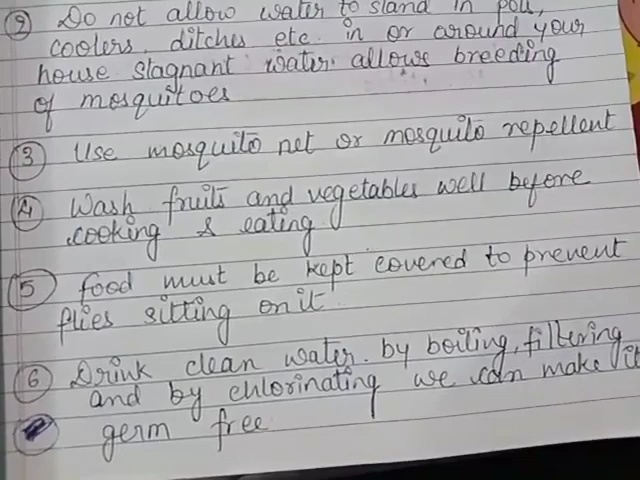 ② Do not allow water to stand in
coolers, ditches etc. in or around your
house stagnant water allows breeding
of mosquitoes
③ Use mosquito net or mosquito repellent
④ Wash fruits and vegetables well before
cooking & eating
⑤ food must be kept covered to prevent
flies sitting on it.
⑥ Drink clean water. by boiling, filtering
and by chlorinating we can make it
germ free